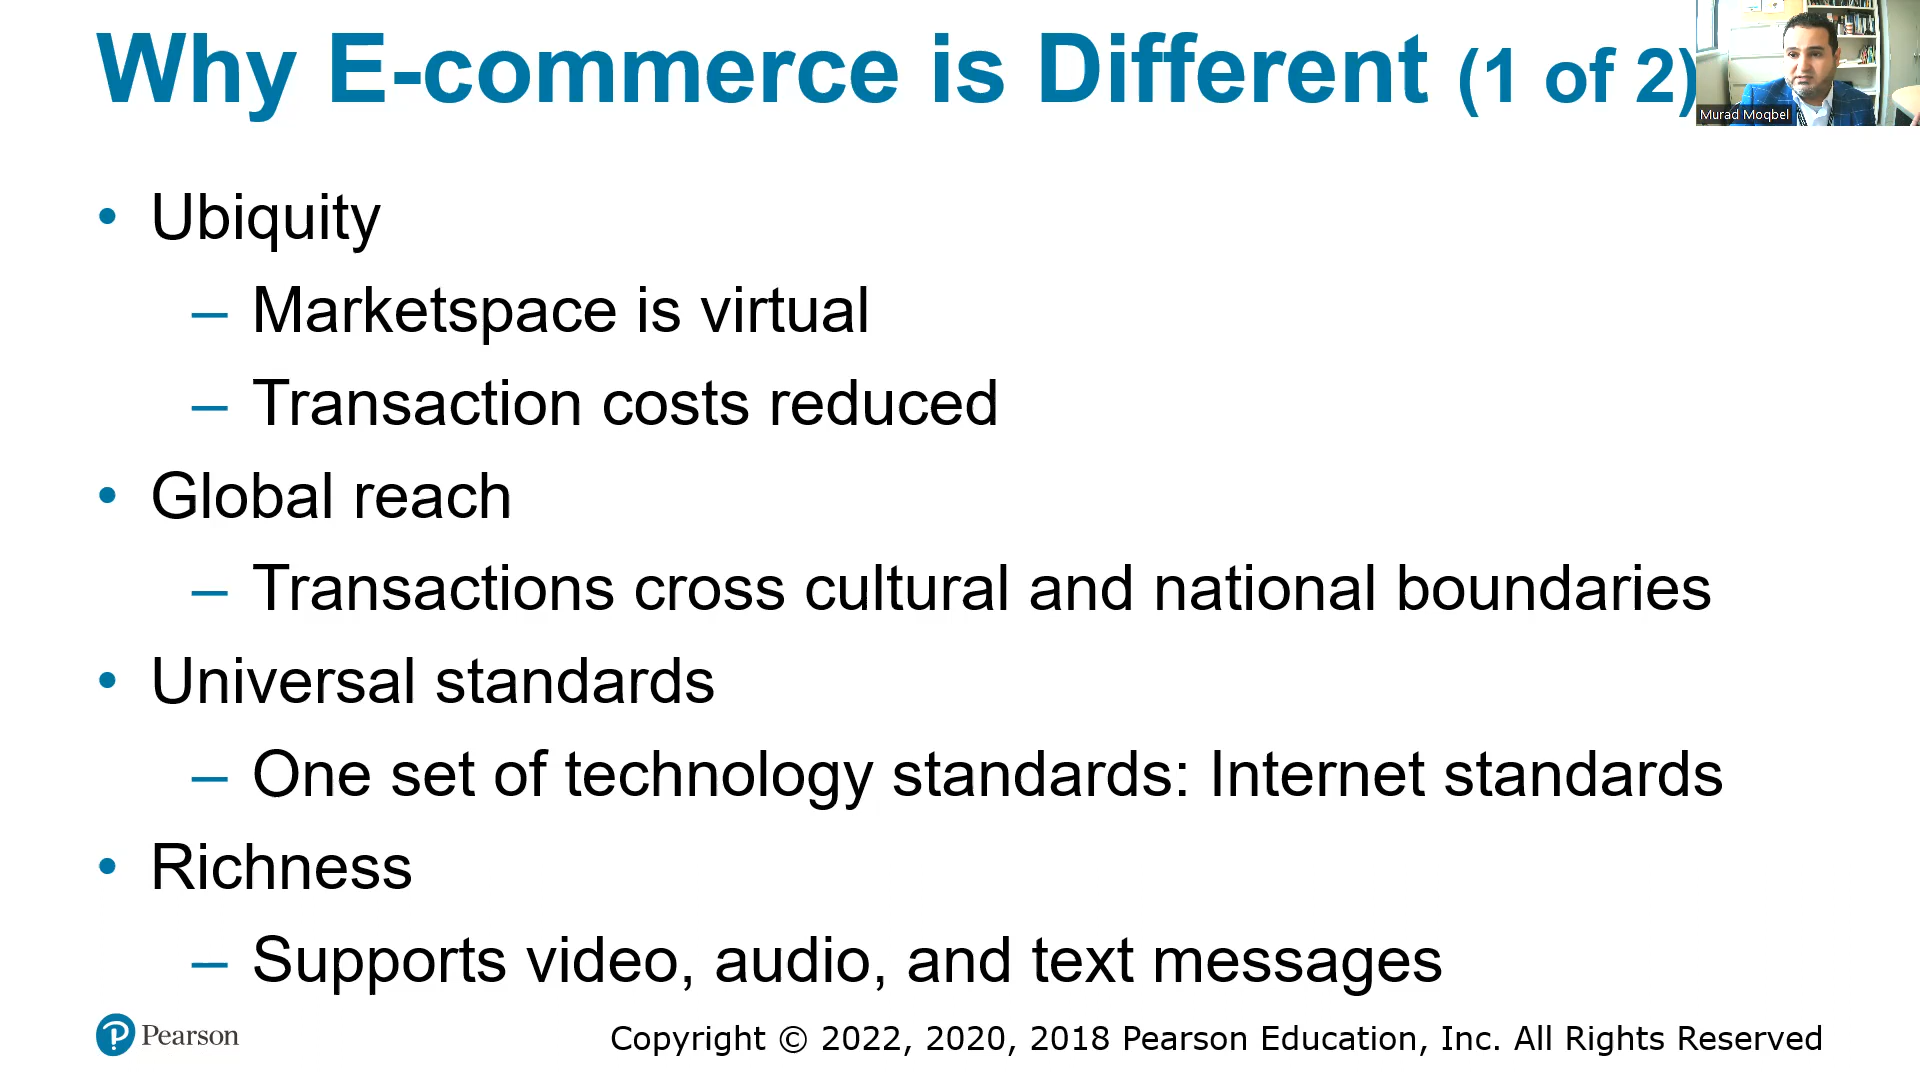 Why E-commerce is Different (1 of 2)
Murad Moqbel
• Ubiquity
– Marketspace is virtual
– Transaction costs reduced
• Global reach
– Transactions cross cultural and national boundaries
• Universal standards
– One set of technology standards: Internet standards
• Richness
– Supports video, audio, and text messages
Pearson
Copyright © 2022, 2020, 2018 Pearson Education, Inc. All Rights Reserved